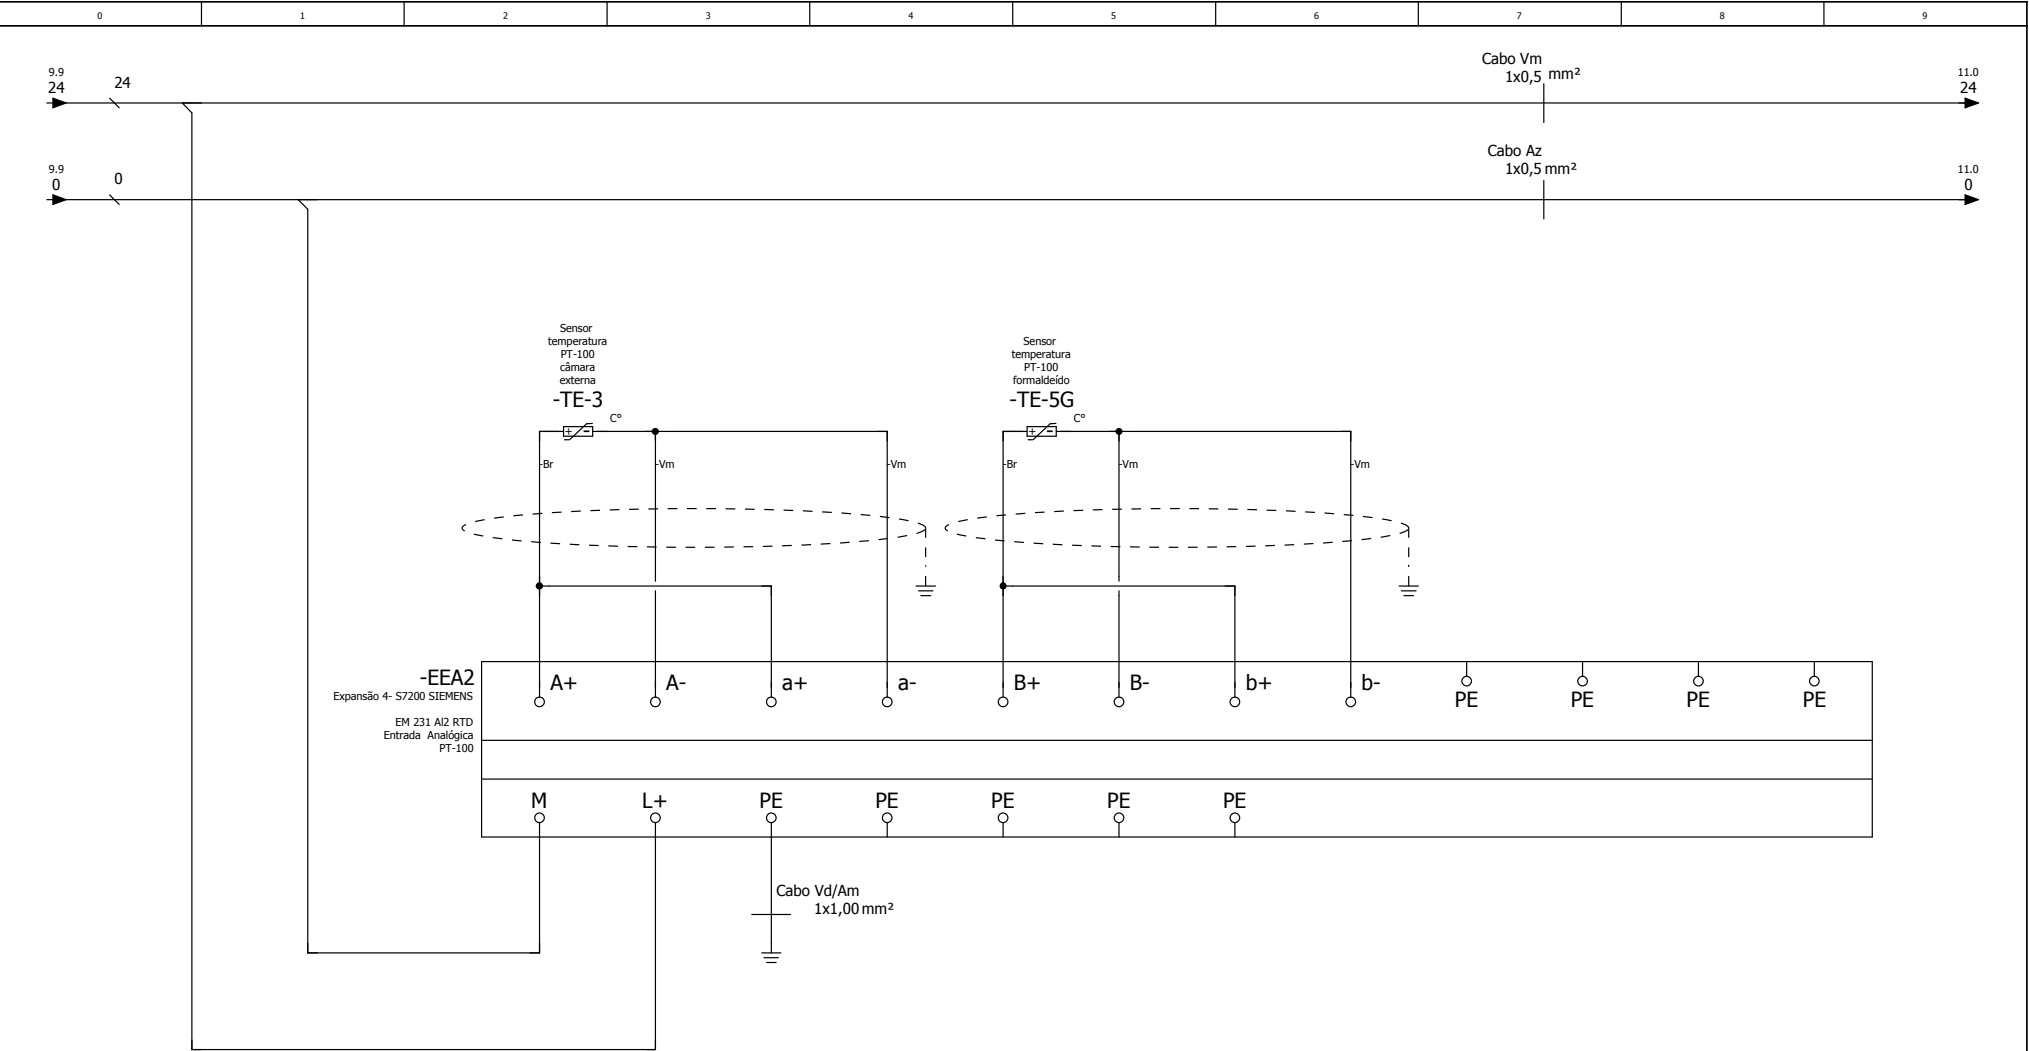 0 1 2 3 4 5 6 7 8 9
9.9
24
24
Cabo Vm
1x0,5 mm²
11.0
24
9.9
0
0
Cabo Az
1x0,5 mm²
11.0
0
Sensor
temperatura
PT-100
câmara
externa
-TE-3
C°
Sensor
temperatura
PT-100
formaldeído
-TE-5G
C°
-Br
-Vm
-Vm
-Br
-Vm
-Vm
-EEA2
Expansão 4- S7200 SIEMENS
EM 231 AI2 RTD
Entrada Analógica
PT-100
A+ A- a+ a- B+ B- b+ b- PE PE PE PE
M L+ PE PE PE PE PE
Cabo Vd/Am
1x1,00 mm²